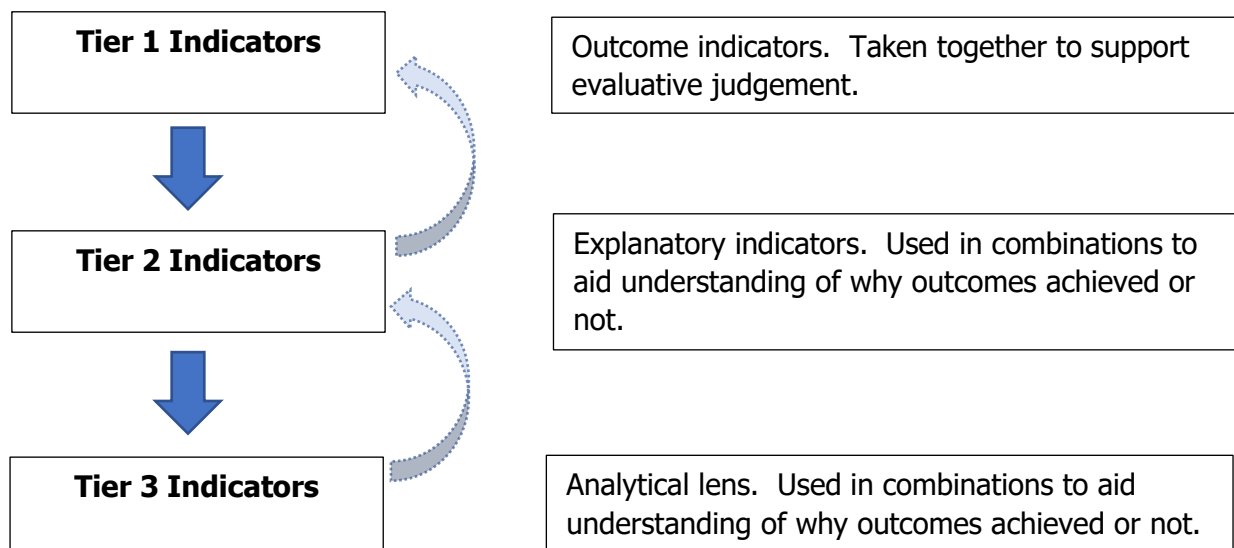 Tier 1 Indicators
Outcome indicators.  Taken together to support
evaluative judgement.
Tier 2 Indicators
Explanatory indicators.  Used in combinations to
aid understanding of why outcomes achieved or
not.
Tier 3 Indicators
Analytical lens.  Used in combinations to aid
understanding of why outcomes achieved or not.